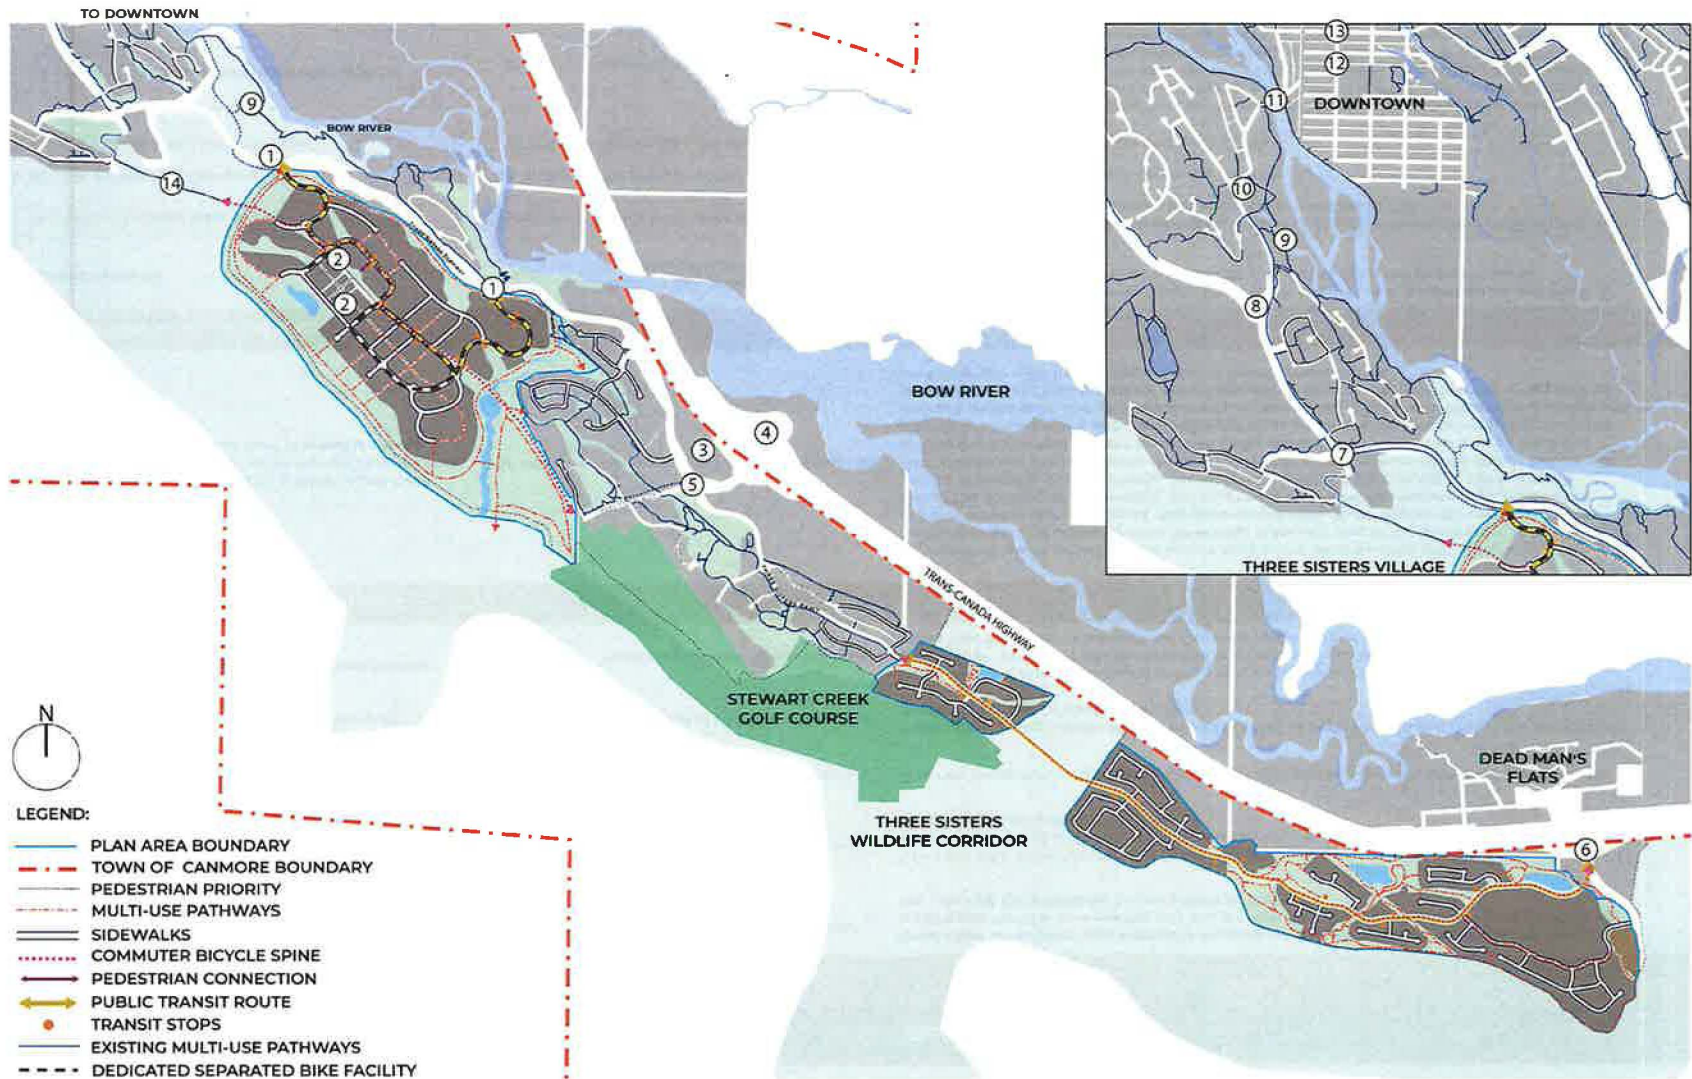 TO DOWNTOWN
9
BOW RIVER
1
14
2
2
1
BOW RIVER
3
4
5
TRANS-CANADA HIGHWAY
STEWART CREEK
GOLF COURSE
THREE SISTERS
WILDLIFE CORRIDOR
DEAD MAN'S
FLATS
6
13
12
11
DOWNTOWN
10
9
8
7
THREE SISTERS VILLAGE
N
LEGEND:
PLAN AREA BOUNDARY
TOWN OF CANMORE BOUNDARY
PEDESTRIAN PRIORITY
MULTI-USE PATHWAYS
SIDEWALKS
COMMUTER BICYCLE SPINE
PEDESTRIAN CONNECTION
PUBLIC TRANSIT ROUTE
TRANSIT STOPS
EXISTING MULTI-USE PATHWAYS
DEDICATED SEPARATED BIKE FACILITY